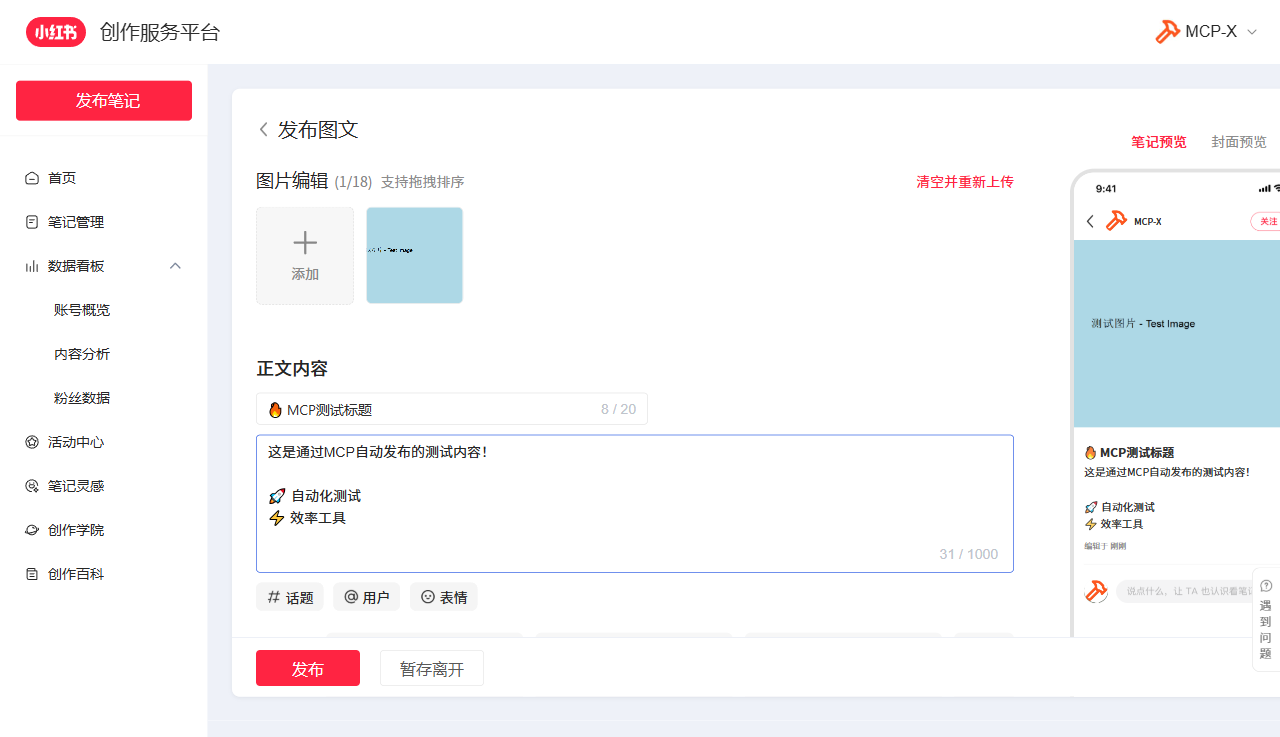 小红书 创作服务平台
MCP-X
发布笔记
首页
笔记管理
数据看板
账号概览
内容分析
粉丝数据
活动中心
笔记灵感
创作学院
创作百科
发布图文
图片编辑 (1/18) 支持拖拽排序
清空并重新上传
添加
正文内容
🔥 MCP测试标题
8 / 20
这是通过MCP自动发布的测试内容!
🚀 自动化测试
⚡ 效率工具
31 / 1000
# 话题
@ 用户
表情
发布
暂存离开
笔记预览
封面预览
9:41
MCP-X
关注
测试图片 - Test Image
🔥 MCP测试标题
这是通过MCP自动发布的测试内容!
🚀 自动化测试
⚡ 效率工具
编辑于 刚刚
说点什么，让 TA 也认识看笔记
遇到问题